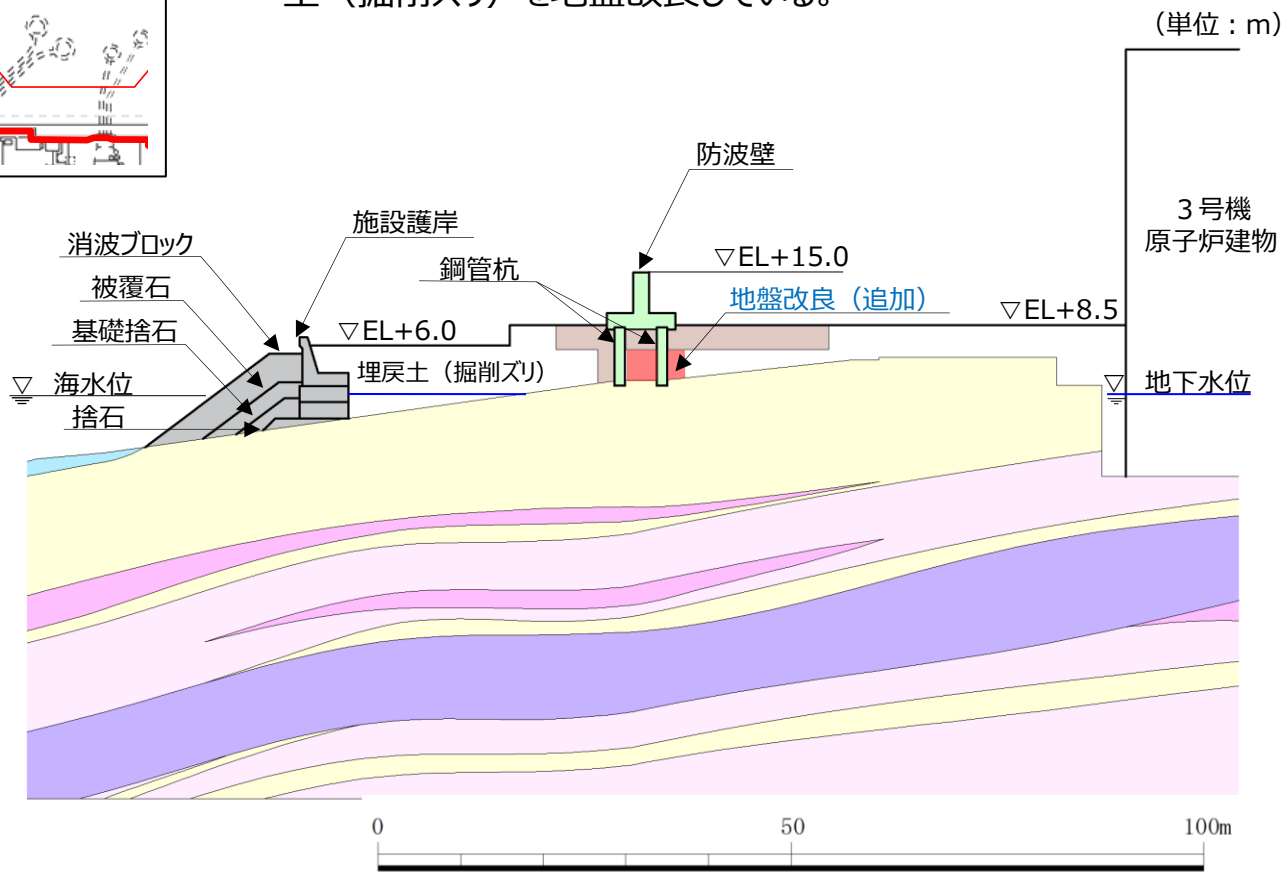 土（掘削ズリ）を地盤改良している。
（単位：m）
防波壁
3号機
原子炉建物
施設護岸
消波ブロック
鋼管杭
▽EL+15.0
被覆石
地盤改良（追加）
▽EL+8.5
基礎捨石
▽EL+6.0
埋戻土（掘削ズリ）
▽ 海水位
▽ 地下水位
捨石
0 50 100m